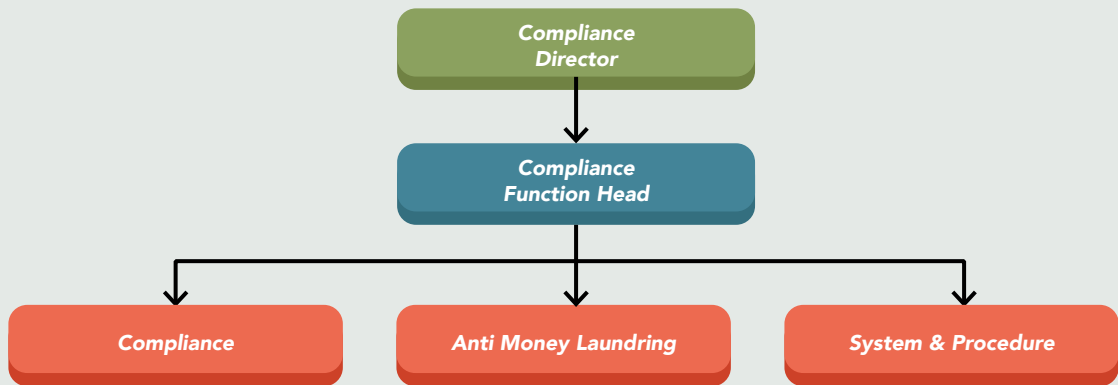 Compliance
Director
Compliance
Function Head
Compliance
Anti Money Laundring
System & Procedure